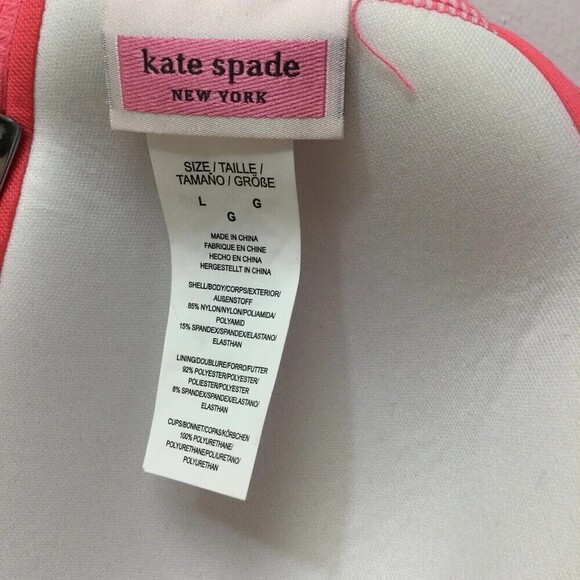 kate spade
NEW YORK
SIZE / TAILLE /
TAMAÑO / GRÖßE
L G
G
MADE IN CHINA
FABRIQUE EN CHINE
HECHO EN CHINA
HERGESTELLT IN CHINA
SHELL/BODY/CORPS/EXTERIOR/
AUßENSTOFF
85% NYLON/NYLON/POLIAMIDA/
POLYAMID
15% SPANDEX/SPANDEX/ELASTANO/
ELASTHAN
LINING/DOUBLURE/FORRO/FUTTER
92% POLYESTER/POLYESTER/
POLIESTER/POLYESTER
8% SPANDEX/SPANDEX/ELASTANO/
ELASTHAN
CUPS/BONNET/COPAS/KÖRBCHEN
100% POLYURETHANE/
POLYURETHANE/POLIURETANO/
POLYURETHAN